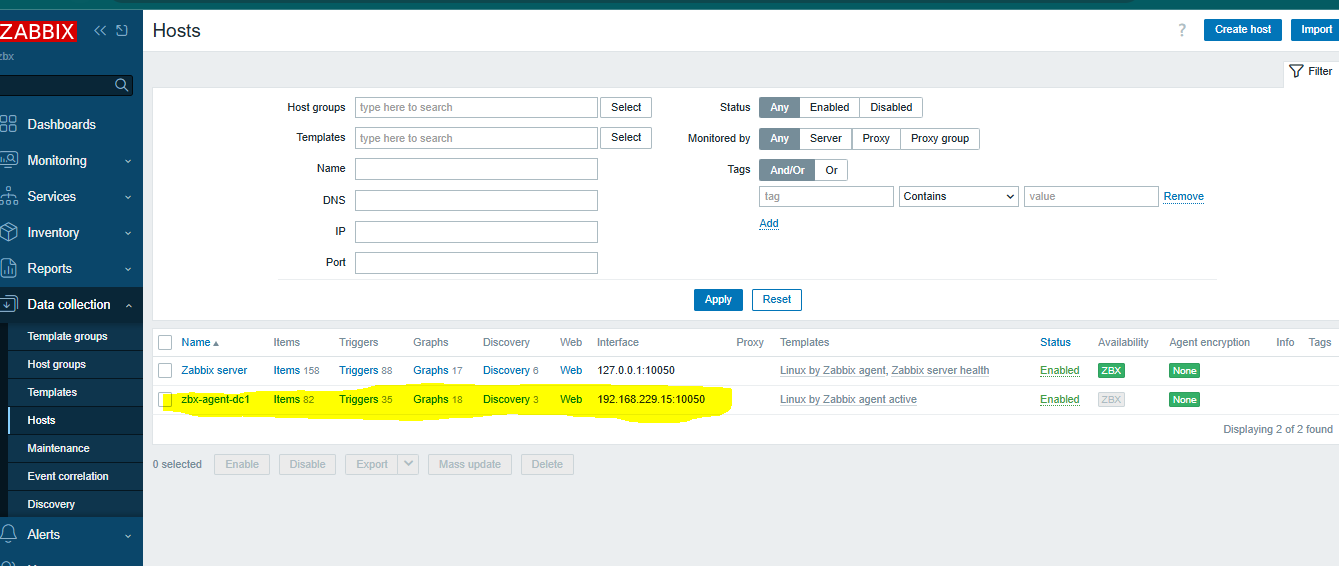 ZABBIX
zbx
Dashboards
Monitoring
Services
Inventory
Reports
Data collection
Template groups
Host groups
Templates
Hosts
Maintenance
Event correlation
Discovery
Alerts
Hosts
?
Create host
Import
Filter
Host groups type here to search Select
Templates type here to search Select
Name
DNS
IP
Port
Status Any Enabled Disabled
Monitored by Any Server Proxy Proxy group
Tags And/Or Or
tag Contains value Remove
Add
Apply Reset
Name Items Triggers Graphs Discovery Web Interface Proxy Templates Status Availability Agent encryption Info Tags
Zabbix server Items 158 Triggers 88 Graphs 17 Discovery 6 Web 127.0.0.1:10050 Linux by Zabbix agent, Zabbix server health Enabled ZBX None
zbx-agent-dc1 Items 82 Triggers 35 Graphs 18 Discovery 3 Web 192.168.229.15:10050 Linux by Zabbix agent active Enabled ZBX None
Displaying 2 of 2 found
0 selected Enable Disable Export Mass update Delete